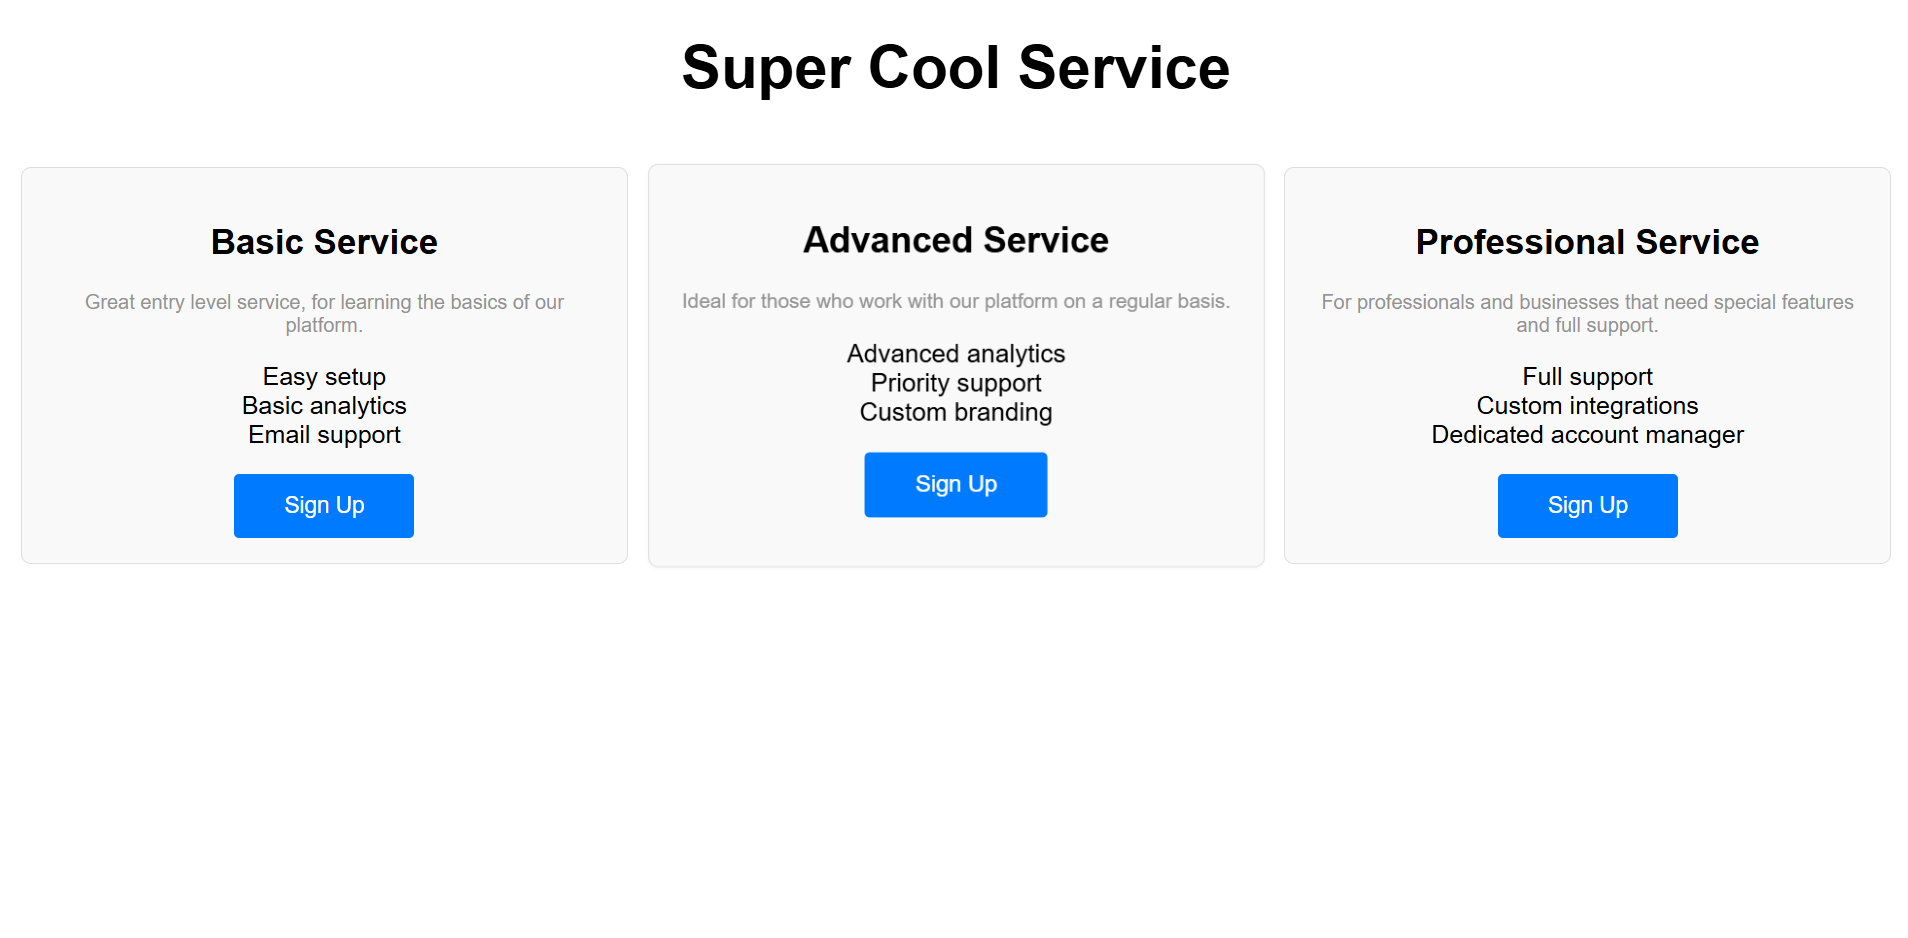 Super Cool Service
Basic Service
Great entry level service, for learning the basics of our
platform.
Easy setup
Basic analytics
Email support
Sign Up
Advanced Service
Ideal for those who work with our platform on a regular basis.
Advanced analytics
Priority support
Custom branding
Sign Up
Professional Service
For professionals and businesses that need special features
and full support.
Full support
Custom integrations
Dedicated account manager
Sign Up